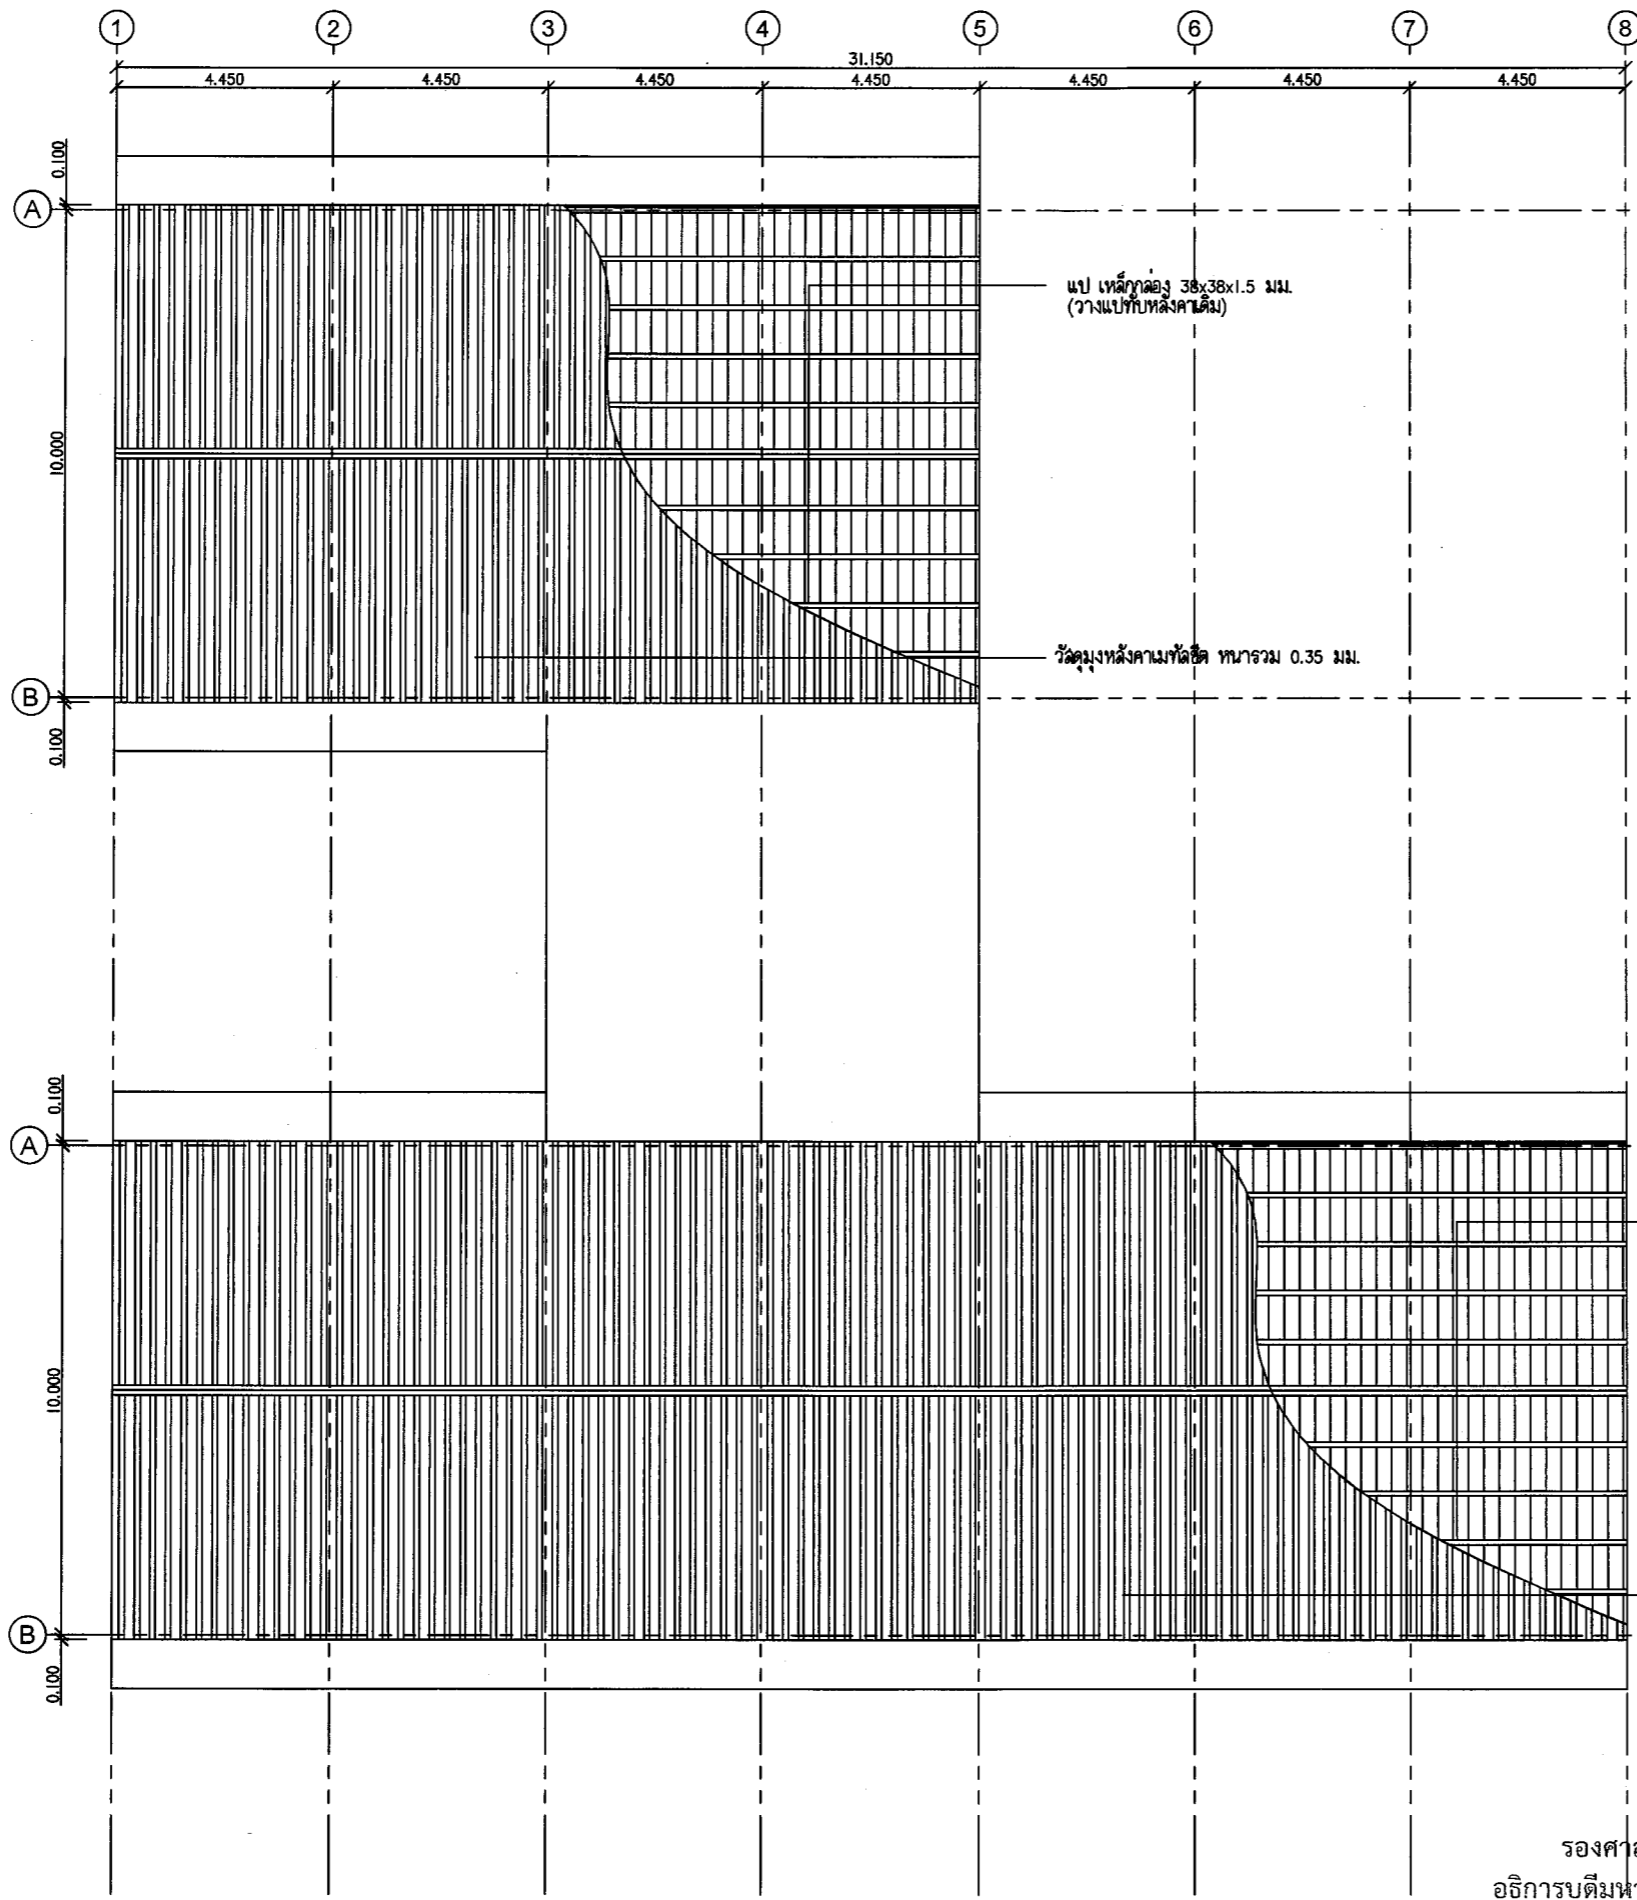 1 2 3 4 5 6 7 8
31.150
4.450 4.450 4.450 4.450 4.450 4.450 4.450
0.100
A
แป เหล็กกล่อง 38x38x1.5 มม.
(วางแปทับหลังคาเดิม)
10.000
วัสดุมุงหลังคาเมทัลชีต หนารวม 0.35 มม.
B
0.100
0.100
A
10.000
B
0.100
รองศา
อธิการบดีมหา